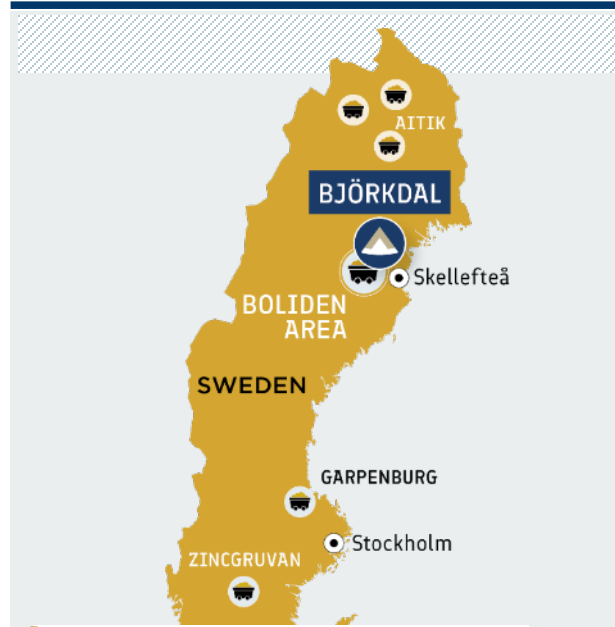 AITIK
BJÖRKDAL
Skellefteå
BOLIDEN
AREA
SWEDEN
GARPENBURG
Stockholm
ZINCGRUVAN